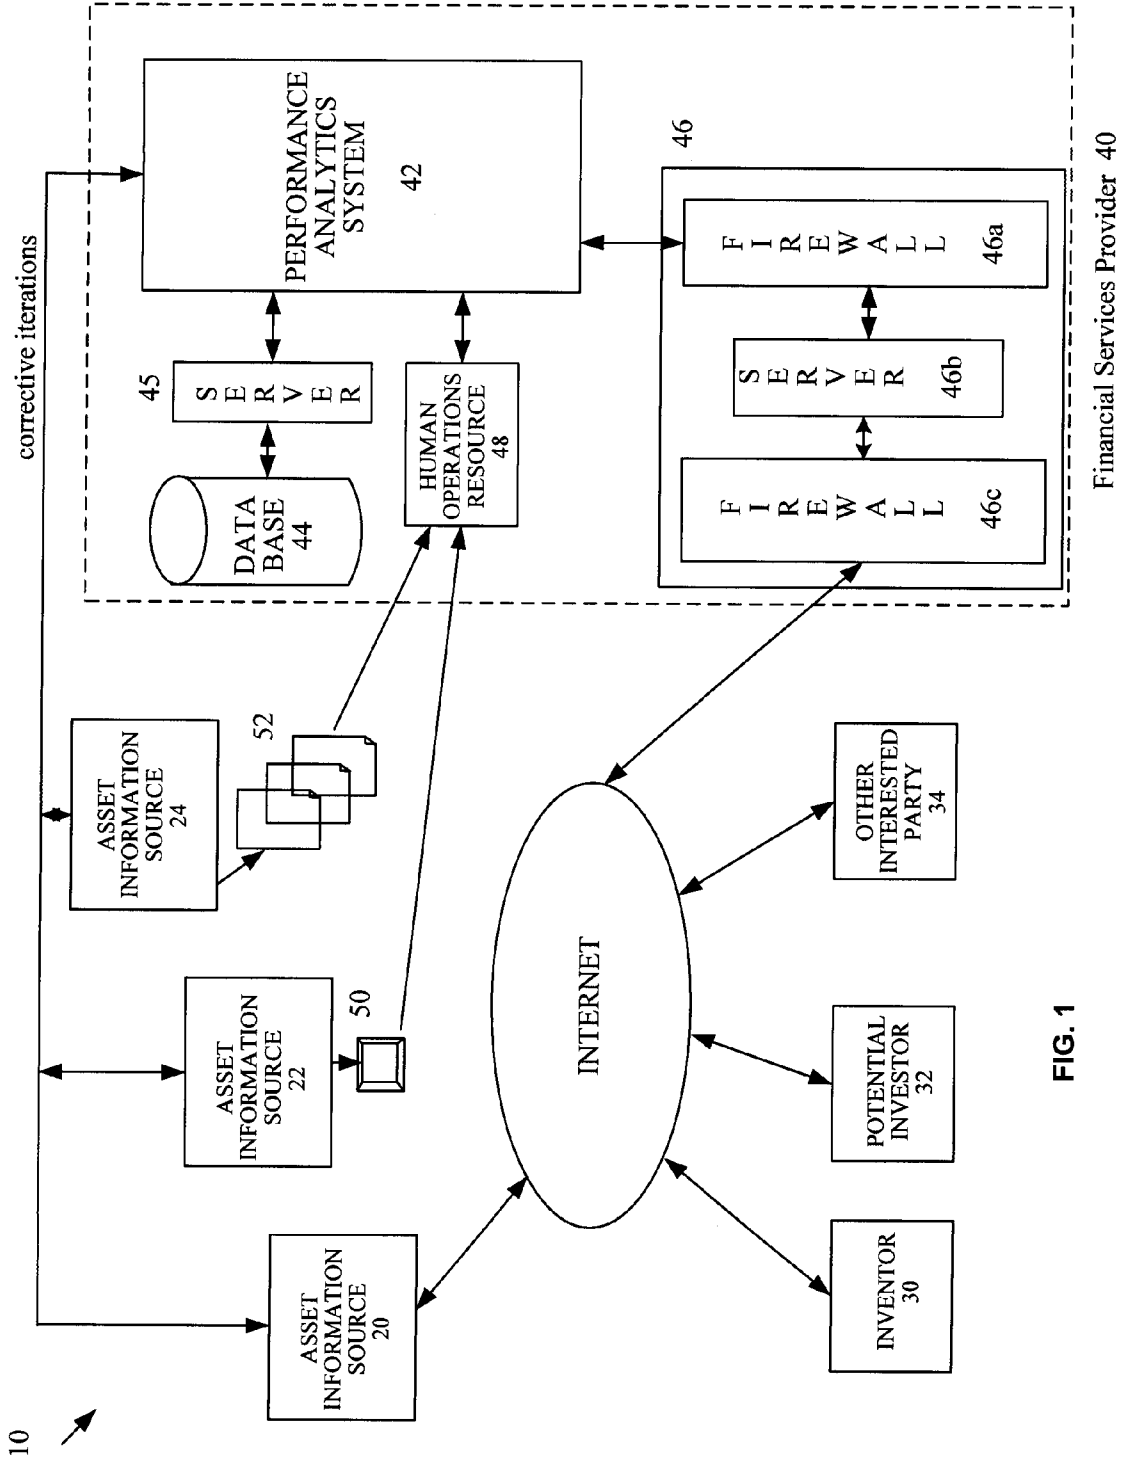 10
corrective iterations
ASSET
INFORMATION
SOURCE
24
ASSET
INFORMATION
SOURCE
22
ASSET
INFORMATION
SOURCE
20
50
52
DATA
BASE
44
45
SERVER
PERFORMANCE
ANALYTICS
SYSTEM
42
HUMAN
OPERATIONS
RESOURCE
48
INTERNET
46
FIREWALL
46c
SERVER
46b
FIREWALL
46a
INVENTOR
30
POTENTIAL
INVESTOR
32
OTHER
INTERESTED
PARTY
34
Financial Services Provider 40
FIG. 1